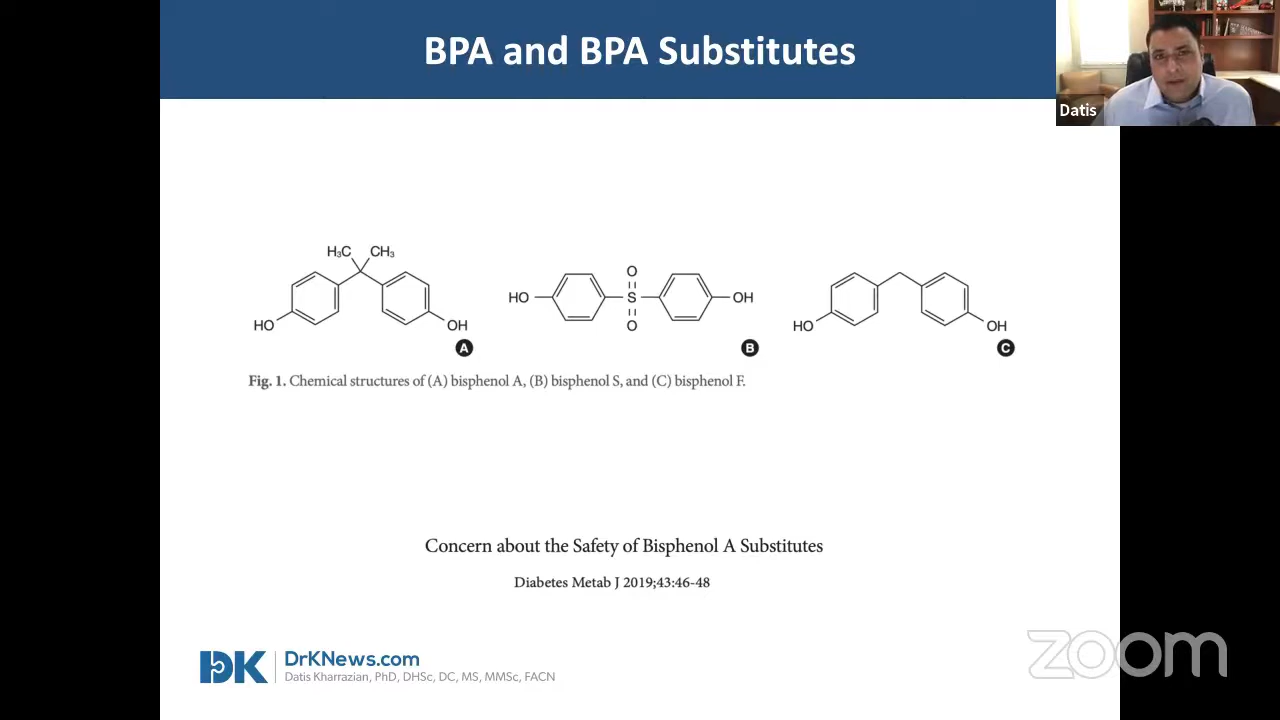 BPA and BPA Substitutes
Datis
H₃C CH₃
HO OH
A
HO S O O OH
B
HO OH
C
Fig. 1. Chemical structures of (A) bisphenol A, (B) bisphenol S, and (C) bisphenol F.
Concern about the Safety of Bisphenol A Substitutes
Diabetes Metab J 2019;43:46-48
DK
DrKNews.com
Datis Kharrazian, PhD, DHSc, DC, MS, MMSc, FACN
zoom